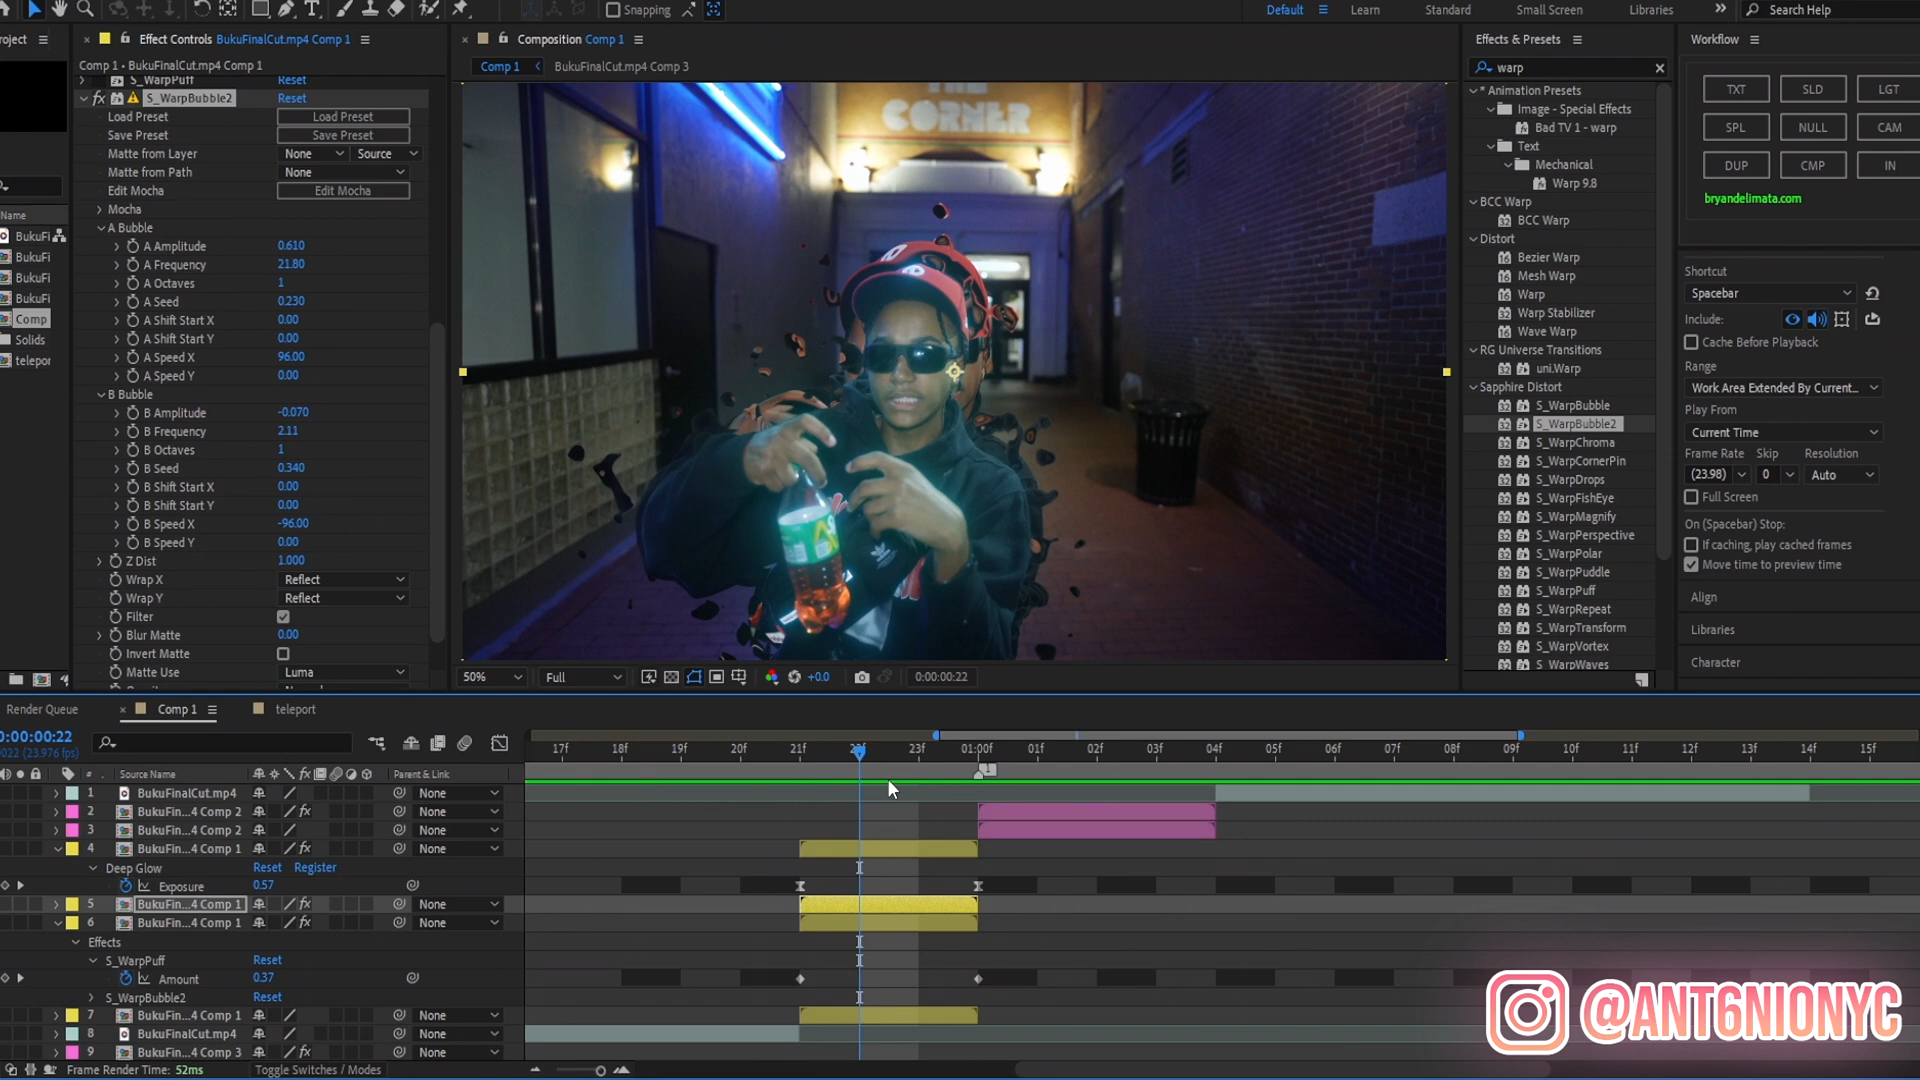 Snapping
Default
Learn
Standard
Small Screen
Libraries
Search Help
roject
Effect Controls BukuFinalCut.mp4 Comp 1
Composition Comp 1
Effects & Presets
Workflow
Comp 1 • BukuFinalCut.mp4 Comp 1
Comp 1
BukuFinalCut.mp4 Comp 3
warp
S_WarpPuff Reset
S_WarpBubble2 Reset
Load Preset Load Preset
Save Preset Save Preset
Matte from Layer None Source
Matte from Path None
Edit Mocha Edit Mocha
Mocha
A Bubble
A Amplitude 0.610
A Frequency 21.80
A Octaves 1
A Seed 0.230
A Shift Start X 0.00
A Shift Start Y 0.00
A Speed X 96.00
A Speed Y 0.00
B Bubble
B Amplitude -0.070
B Frequency 2.11
B Octaves 1
B Seed 0.340
B Shift Start X 0.00
B Shift Start Y 0.00
B Speed X -96.00
B Speed Y 0.00
Z Dist 1.000
Wrap X Reflect
Wrap Y Reflect
Filter
Blur Matte 0.00
Invert Matte
Matte Use Luma
Name
BukuFi
BukuFi
BukuFi
BukuFi
Comp
Solids
telepor
CORNER
50%
Full
+0.0
0:00:00:22
* Animation Presets
Image - Special Effects
Bad TV 1 - warp
Text
Mechanical
Warp 9.8
BCC Warp
BCC Warp
Distort
Bezier Warp
Mesh Warp
Warp
Warp Stabilizer
Wave Warp
RG Universe Transitions
uni.Warp
Sapphire Distort
S_WarpBubble
S_WarpBubble2
S_WarpChroma
S_WarpCornerPin
S_WarpDrops
S_WarpFishEye
S_WarpMagnify
S_WarpPerspective
S_WarpPolar
S_WarpPuddle
S_WarpPuff
S_WarpRepeat
S_WarpTransform
S_WarpVortex
S_WarpWaves
TXT SLD LGT
SPL NULL CAM
DUP CMP IN
bryandelimata.com
Shortcut
Spacebar
Include:
Cache Before Playback
Range
Work Area Extended By Current...
Play From
Current Time
Frame Rate Skip Resolution
(23.98) 0 Auto
Full Screen
On (Spacebar) Stop:
If caching, play cached frames
Move time to preview time
Align
Libraries
Character
Render Queue
Comp 1
teleport
0:00:00:22
022 (23.976 fps)
17f 18f 19f 20f 21f 22f 23f 01:00f 01f 02f 03f 04f 05f 06f 07f 08f 09f 10f 11f 12f 13f 14f 15f
# Source Name Parent & Link
1 BukuFinalCut.mp4 None
2 BukuFin...4 Comp 2 None
3 BukuFin...4 Comp 2 None
4 BukuFin...4 Comp 1 None
Deep Glow Reset Register
Exposure 0.57
5 BukuFin...4 Comp 1 None
6 BukuFin...4 Comp 1 None
Effects
S_WarpPuff Reset
Amount 0.37
S_WarpBubble2 Reset
7 BukuFin...4 Comp 1 None
8 BukuFinalCut.mp4 None
9 BukuFin...4 Comp 3 None
Frame Render Time: 52ms
Toggle Switches / Modes
1
@ANT6NIONYC